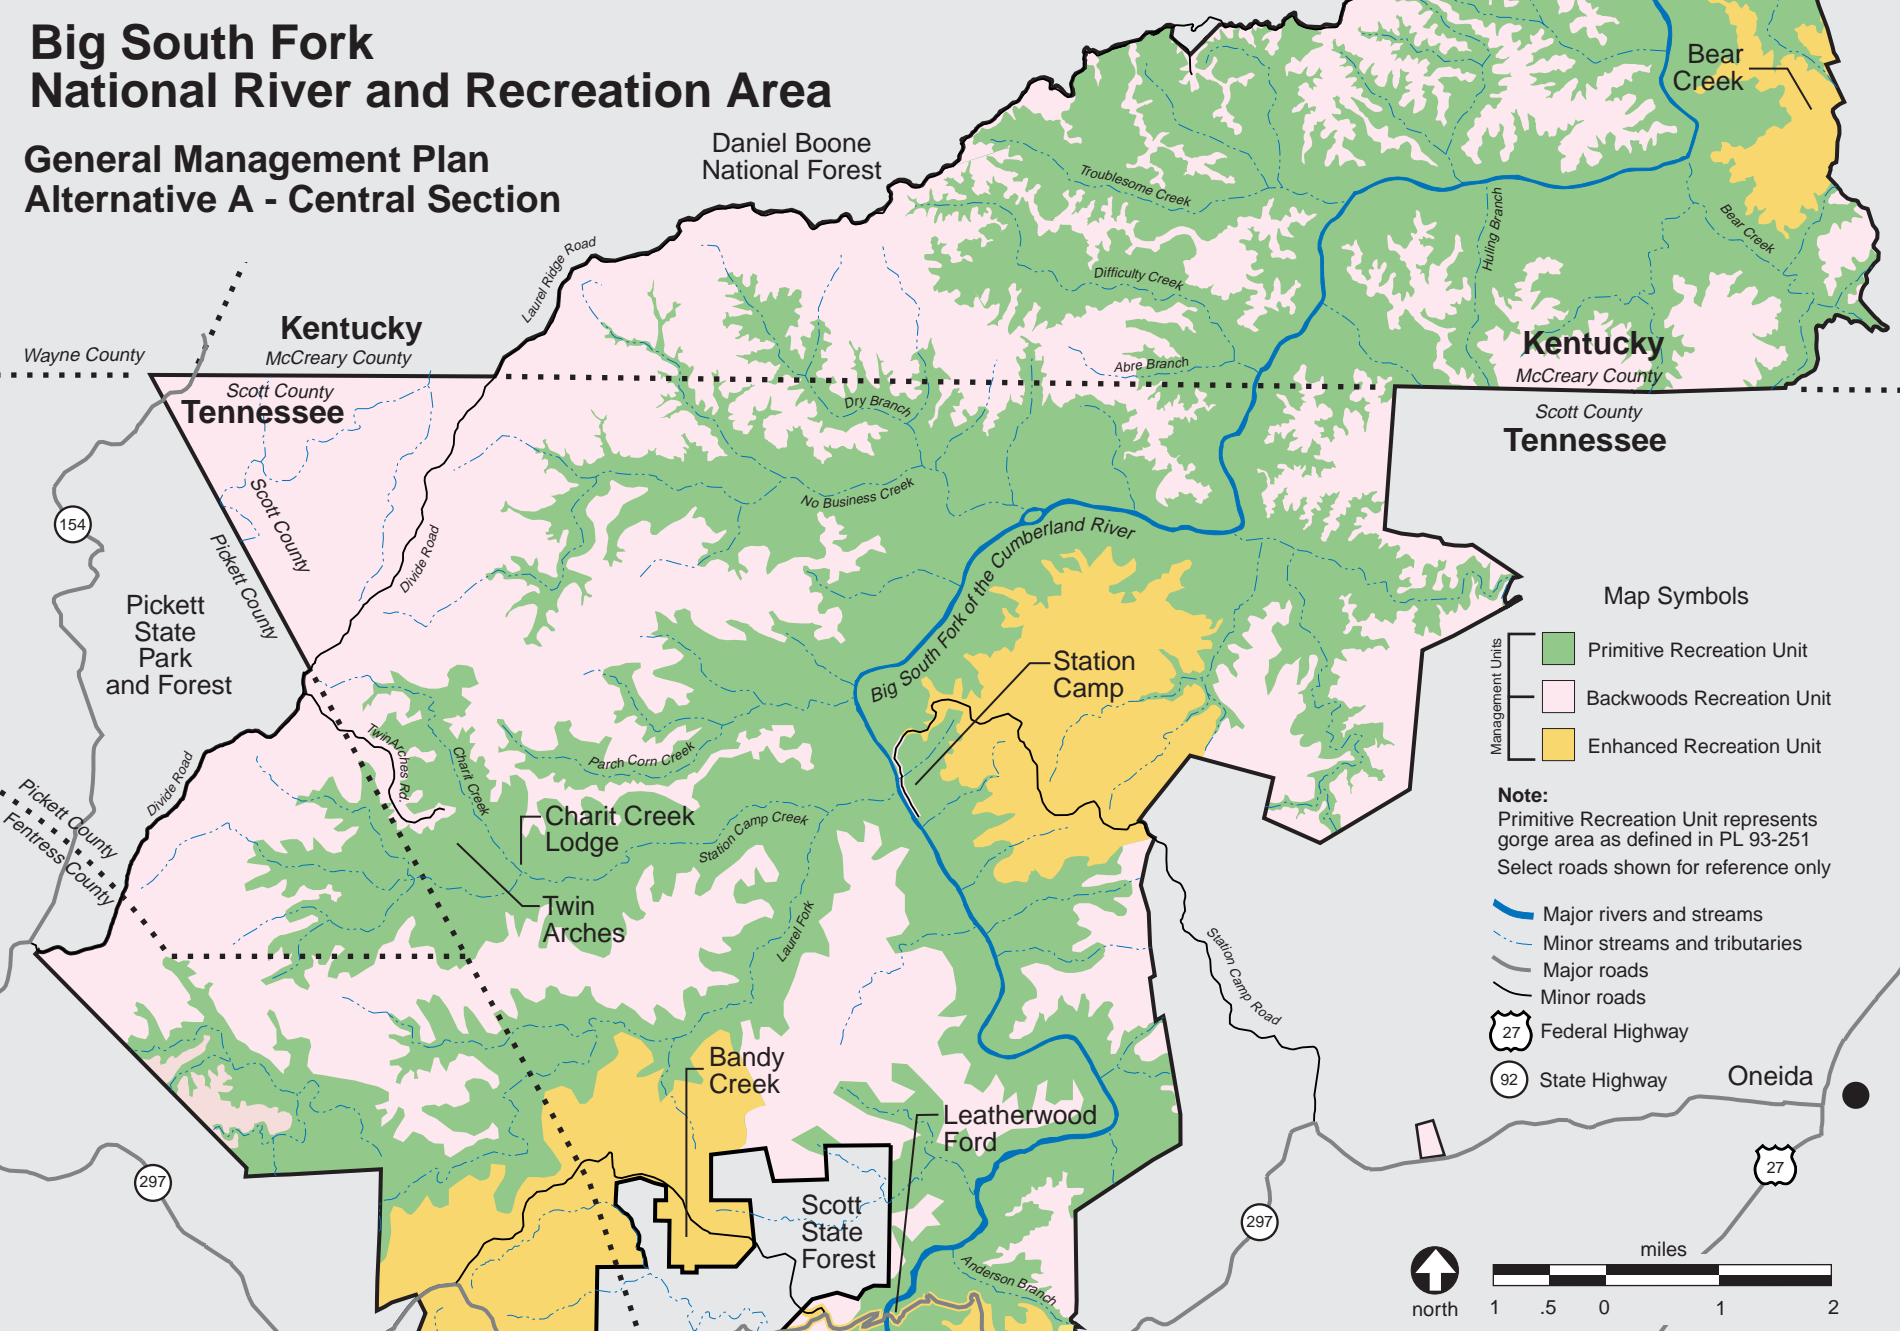 Big South Fork
National River and Recreation Area
General Management Plan
Alternative A - Central Section
Daniel Boone
National Forest
Bear
Creek
Troublesome Creek
Huling Branch
Bear Creek
Difficulty Creek
Laurel Ridge Road
Kentucky
Wayne County
McCreary County
Scott County
Tennessee
Abre Branch
Dry Branch
Kentucky
McCreary County
Scott County
Tennessee
Scott County
Pickett County
154
Divide Road
No Business Creek
Big South Fork of the Cumberland River
Pickett
State
Park
and Forest
Station
Camp
Map Symbols
Management Units
Primitive Recreation Unit
Backwoods Recreation Unit
Enhanced Recreation Unit
Note:
Primitive Recreation Unit represents
gorge area as defined in PL 93-251
Select roads shown for reference only
Major rivers and streams
Minor streams and tributaries
Major roads
Minor roads
27
Federal Highway
92
State Highway
TwinArches Rd.
Charit Creek
Parch Corn Creek
Divide Road
Pickett County
Fentress County
Charit Creek
Lodge
Station Camp Creek
Twin
Arches
Laurel Fork
Station Camp Road
Bandy
Creek
Leatherwood
Ford
Oneida
27
297
297
Scott
State
Forest
Anderson Branch
north
miles
1 .5 0 1 2